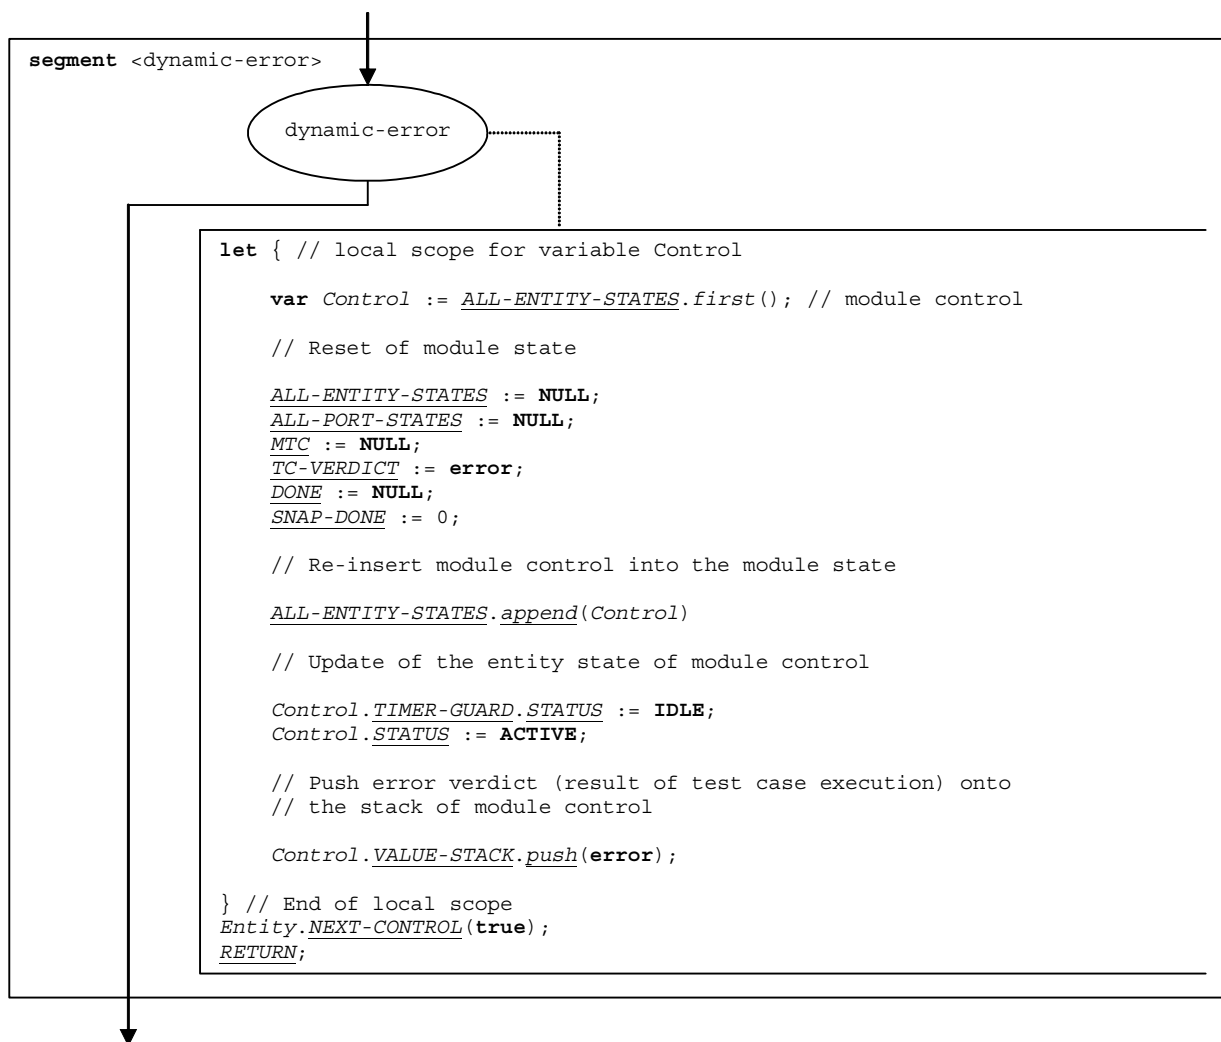 segment <dynamic-error>
dynamic-error
let { // local scope for variable Control
var Control := ALL-ENTITY-STATES.first(); // module control
// Reset of module state
ALL-ENTITY-STATES := NULL;
ALL-PORT-STATES := NULL;
MTC := NULL;
TC-VERDICT := error;
DONE := NULL;
SNAP-DONE := 0;
// Re-insert module control into the module state
ALL-ENTITY-STATES.append(Control)
// Update of the entity state of module control
Control.TIMER-GUARD.STATUS := IDLE;
Control.STATUS := ACTIVE;
// Push error verdict (result of test case execution) onto
// the stack of module control
Control.VALUE-STACK.push(error);
} // End of local scope
Entity.NEXT-CONTROL(true);
RETURN;